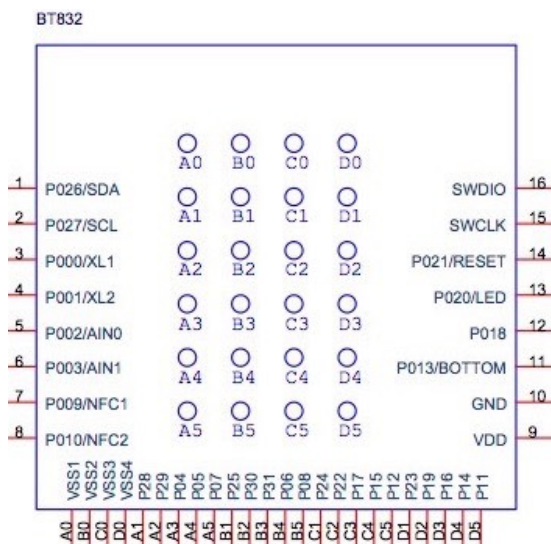 BT832
A0 B0 C0 D0
1 P026/SDA A1 B1 C1 D1 SWDIO 16
2 P027/SCL SWCLK 15
3 P000/XL1 A2 B2 C2 D2 P021/RESET 14
4 P001/XL2 P020/LED 13
5 P002/AIN0 A3 B3 C3 D3 P018 12
6 P003/AIN1 A4 B4 C4 D4 P013/BOTTOM 11
7 P009/NFC1 GND 10
8 P010/NFC2 A5 B5 C5 D5 VDD 9
VSS1 VSS2 VSS3 VSS4 P28 P29 P04 P05 P07 P25 P30 P31 P06 P08 P24 P22 P17 P15 P12 P23 P19 P16 P14 P11
A0 B0 C0 D0 A1 A2 A3 A4 A5 B1 B2 B3 B4 B5 C1 C2 C3 C4 C5 D1 D2 D3 D4 D5